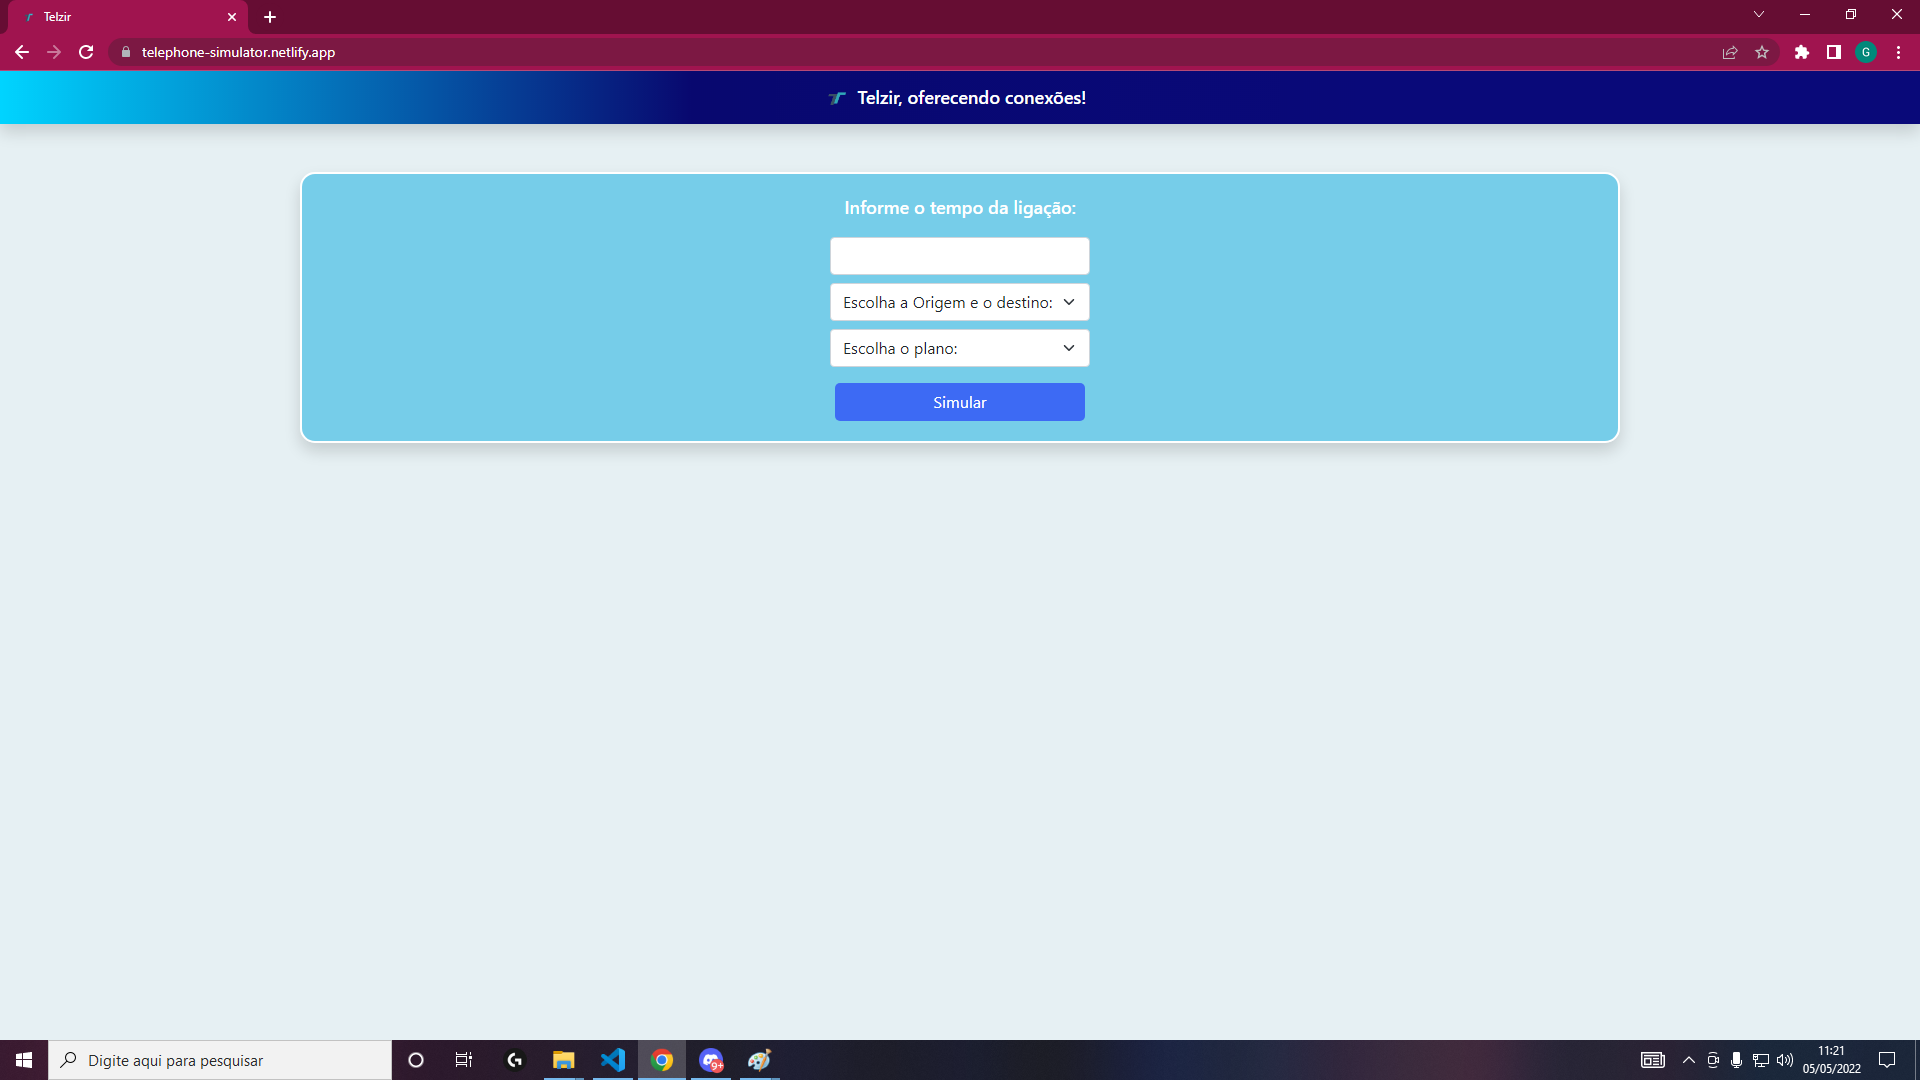 Telzir
telephone-simulator.netlify.app
G
Telzir, oferecendo conexões!
Informe o tempo da ligação:
Escolha a Origem e o destino:
Escolha o plano:
Simular
Digite aqui para pesquisar
9+
11:21
05/05/2022